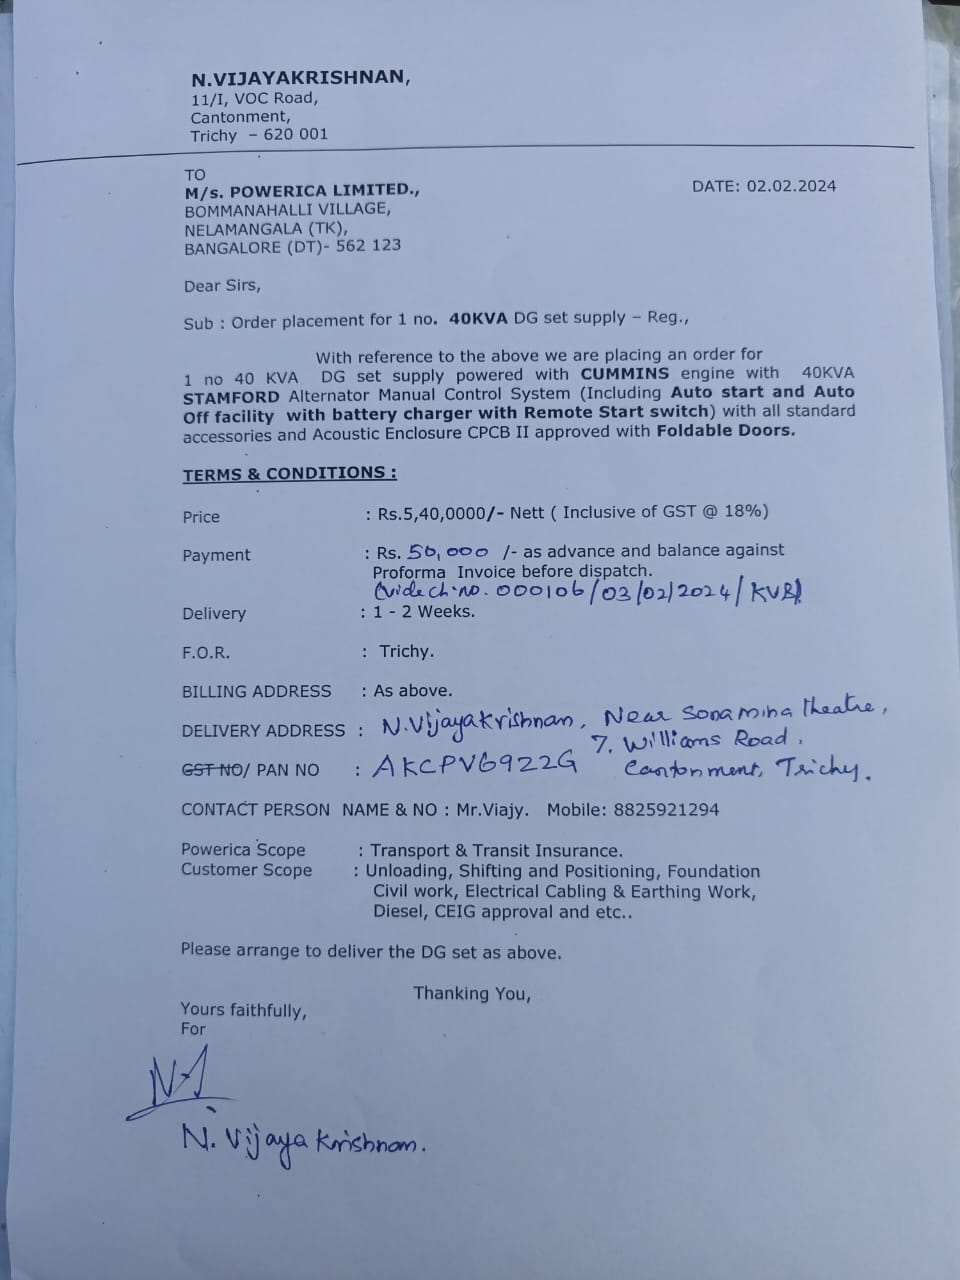 N.VIJAYAKRISHNAN,
11/I, VOC Road,
Cantonment,
Trichy – 620 001
TO
M/s. POWERICA LIMITED.,
DATE: 02.02.2024
BOMMANAHALLI VILLAGE,
NELAMANGALA (TK),
BANGALORE (DT)- 562 123
Dear Sirs,
Sub : Order placement for 1 no. 40KVA DG set supply – Reg.,
With reference to the above we are placing an order for
1 no 40 KVA DG set supply powered with CUMMINS engine with 40KVA
STAMFORD Alternator Manual Control System (Including Auto start and Auto
Off facility with battery charger with Remote Start switch) with all standard
accessories and Acoustic Enclosure CPCB II approved with Foldable Doors.
TERMS & CONDITIONS :
Price : Rs.5,40,0000/- Nett ( Inclusive of GST @ 18%)
Payment : Rs. 50,000 /- as advance and balance against
Proforma Invoice before dispatch.
(vide ch.no. 000106/03/02/2024/KVB)
Delivery : 1 - 2 Weeks.
F.O.R. : Trichy.
BILLING ADDRESS : As above.
DELIVERY ADDRESS : N.Vijayakrishnan, Near Sonamina theatre,
7, Williams Road,
GST NO/ PAN NO : AKCPV6922G Cantonment, Trichy.
CONTACT PERSON NAME & NO : Mr.Viajy. Mobile: 8825921294
Powerica Scope : Transport & Transit Insurance.
Customer Scope : Unloading, Shifting and Positioning, Foundation
Civil work, Electrical Cabling & Earthing Work,
Diesel, CEIG approval and etc..
Please arrange to deliver the DG set as above.
Thanking You,
Yours faithfully,
For
N. Vijaya Krishnan.